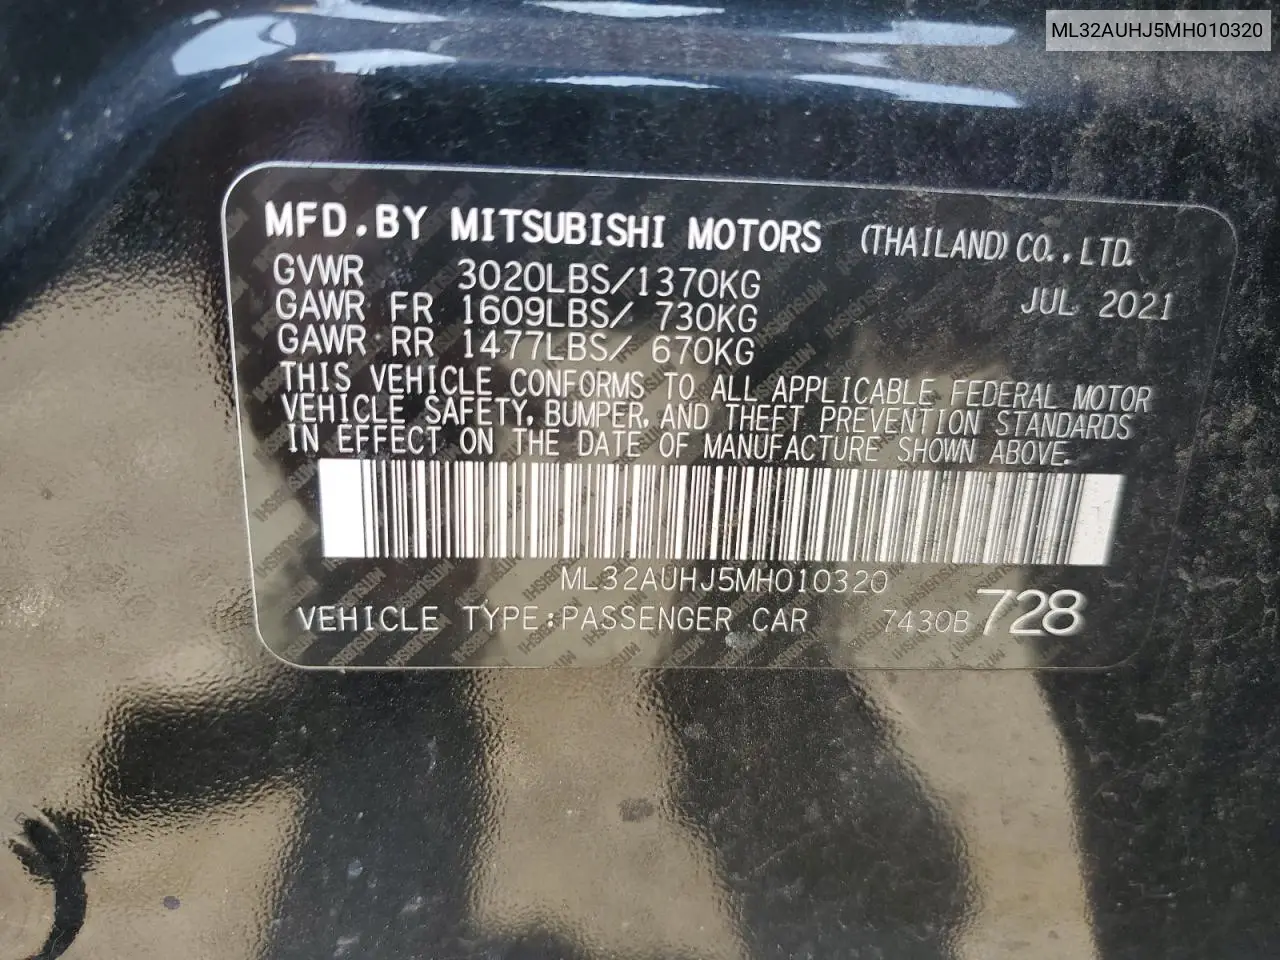 ML32AUHJ5MH010320
MFD.BY MITSUBISHI MOTORS (THAILAND) CO.,LTD.
GVWR 3020LBS/1370KG JUL 2021
GAWR FR 1609LBS/ 730KG
GAWR RR 1477LBS/ 670KG
THIS VEHICLE CONFORMS TO ALL APPLICABLE FEDERAL MOTOR
VEHICLE SAFETY, BUMPER, AND THEFT PREVENTION STANDARDS
IN EFFECT ON THE DATE OF MANUFACTURE SHOWN ABOVE.
ML32AUHJ5MH010320
VEHICLE TYPE:PASSENGER CAR 7430B 728